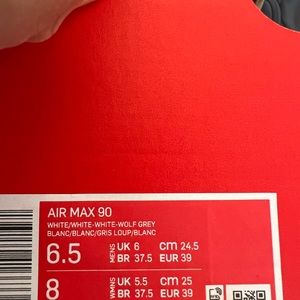 AIR MAX 90
WHITE/WHITE-WHITE-WOLF GREY
BLANC/BLANC/GRIS LOUP/BLANC
6.5 MENS UK 6 cm 24.5
BR 37.5 EUR 39
8 WMNS UK 5.5 cm 25
BR 37.5 EUR 39